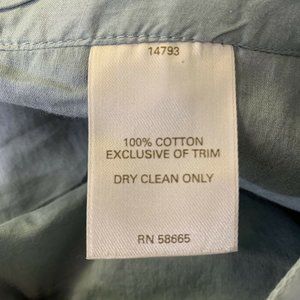 14793
100% COTTON
EXCLUSIVE OF TRIM
DRY CLEAN ONLY
RN 58665